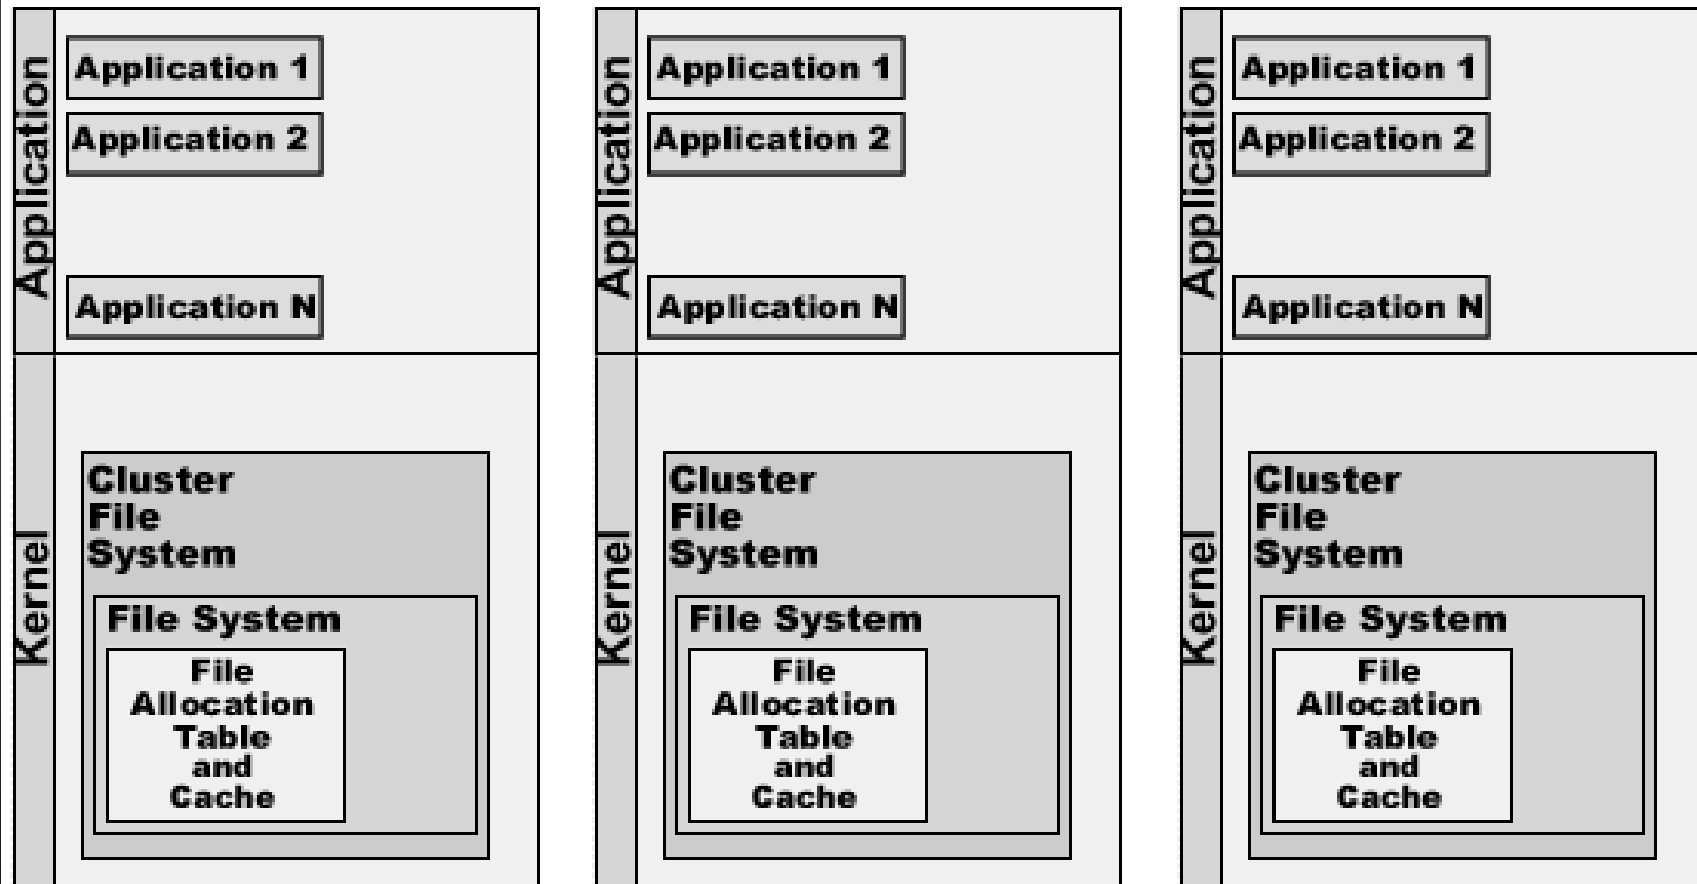 Application
Application 1
Application 2
Application N
Kernel
Cluster
File
System
File System
File
Allocation
Table
and
Cache
Application
Application 1
Application 2
Application N
Kernel
Cluster
File
System
File System
File
Allocation
Table
and
Cache
Application
Application 1
Application 2
Application N
Kernel
Cluster
File
System
File System
File
Allocation
Table
and
Cache